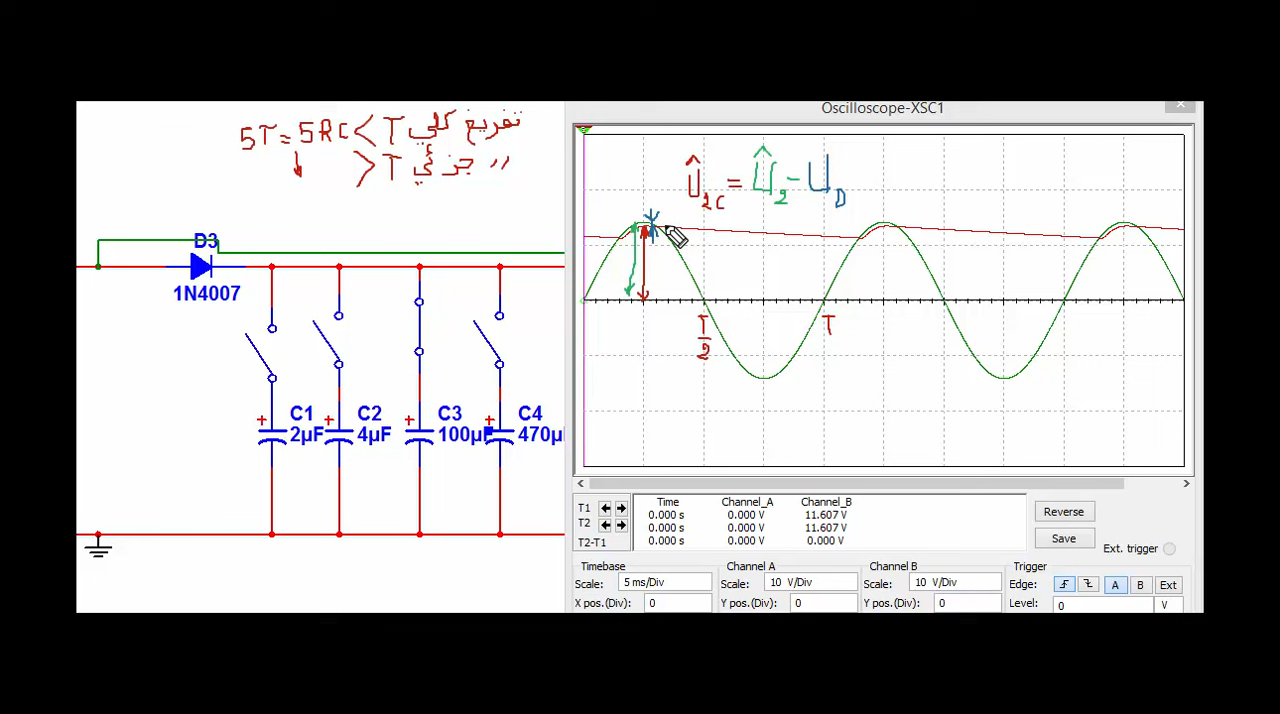 Oscilloscope-XSC1
5T = 5RC < T تفريغ كلي
> T جزئي "
Û2C = Û2 - UD
D3
1N4007
T/2
T
C1
2µF
C2
4µF
C3
100µF
C4
470µF
T1
T2
T2-T1
Time Channel_A Channel_B
0.000 s 0.000 V 11.607 V
0.000 s 0.000 V 11.607 V
0.000 s 0.000 V 0.000 V
Reverse
Save
Ext. trigger
Timebase
Scale: 5 ms/Div
X pos.(Div): 0
Channel A
Scale: 10 V/Div
Y pos.(Div): 0
Channel B
Scale: 10 V/Div
Y pos.(Div): 0
Trigger
Edge: A B Ext
Level: 0 V